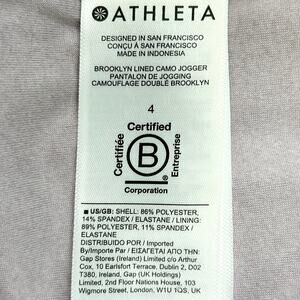 ATHLETA
DESIGNED IN SAN FRANCISCO
CONÇU À SAN FRANCISCO
MADE IN INDONESIA
BROOKLYN LINED CAMO JOGGER
PANTALON DE JOGGING
CAMOUFLAGE DOUBLÉ BROOKLYN
4
Certified
Certifiée
B
Entreprise
Corporation
■ US/GB: SHELL: 86% POLYESTER,
14% SPANDEX / ELASTANE / LINING:
89% POLYESTER, 11% SPANDEX /
ELASTANE
DISTRIBUIDO POR / Imported
By/Importe Par / ΕΙΣΑΓΕΤΑΙ ΑΠΟ ΤΗΝ:
Gap Stores (Ireland) Limited c/o Arthur
Cox, 10 Earlsfort Terrace, Dublin 2, D02
T380, Ireland, Gap (UK Holdings)
Limited, 2nd Floor Nations House, 103
Wigmore Street, London, W1U 1QS, UK